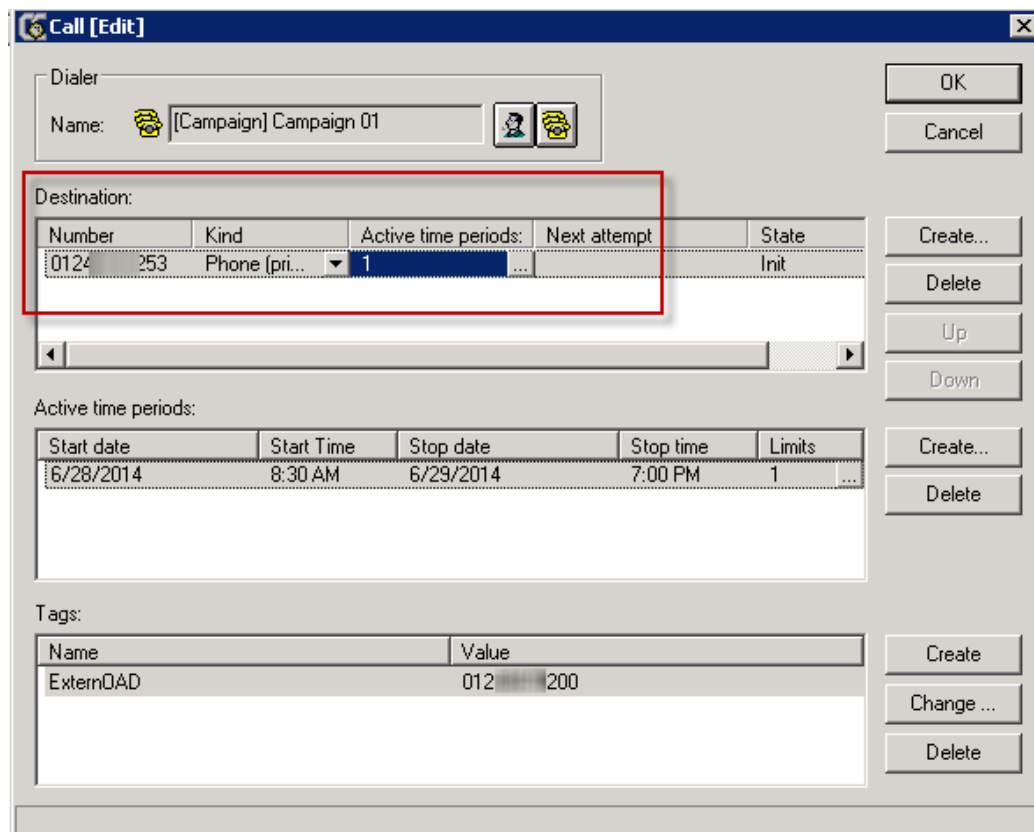 Call [Edit]
Dialer
Name: [Campaign] Campaign 01
OK
Cancel
Destination:
Number Kind Active time periods: Next attempt State
0124 253 Phone (pri... 1 ... Init
Create...
Delete
Up
Down
Active time periods:
Start date Start Time Stop date Stop time Limits
6/28/2014 8:30 AM 6/29/2014 7:00 PM 1 ...
Create...
Delete
Tags:
Name Value
ExternOAD 012 200
Create
Change ...
Delete